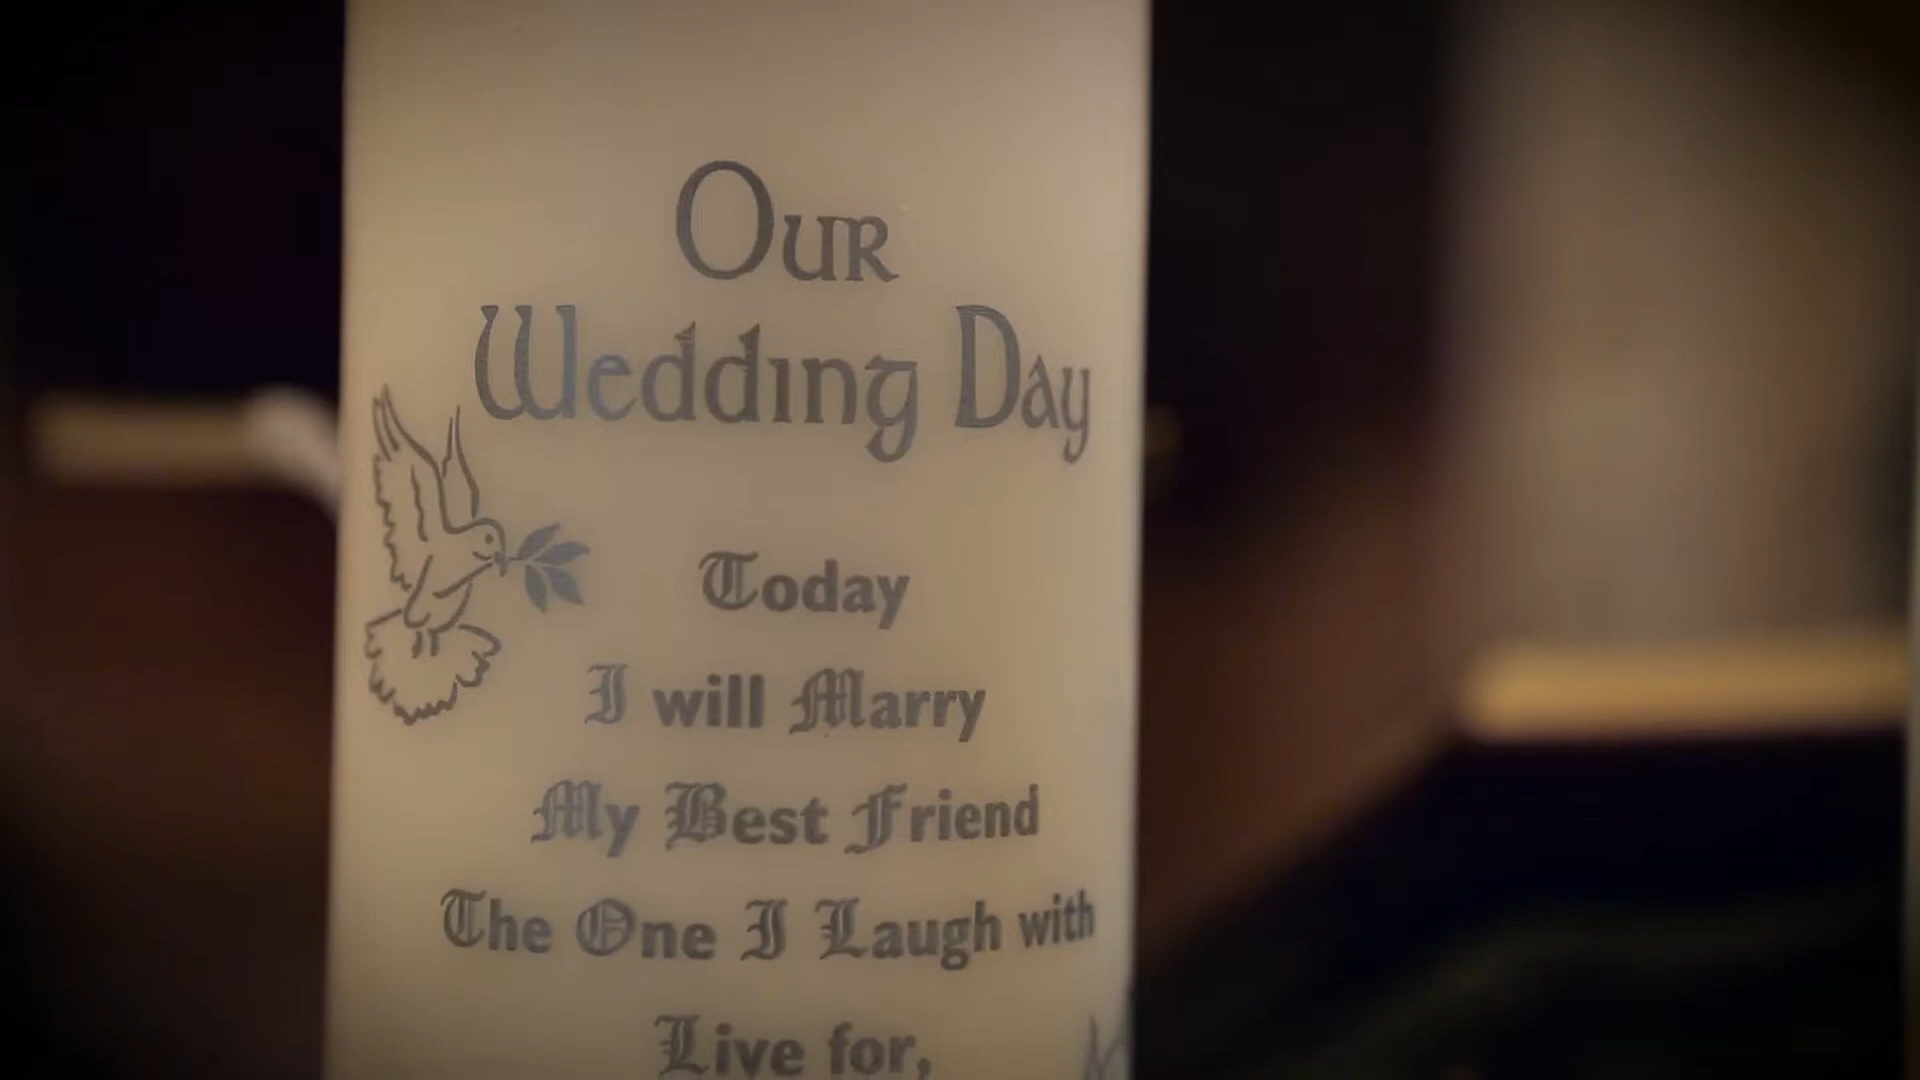 Our
Wedding Day
Today
I will Marry
My Best Friend
The One I Laugh with
Live for,